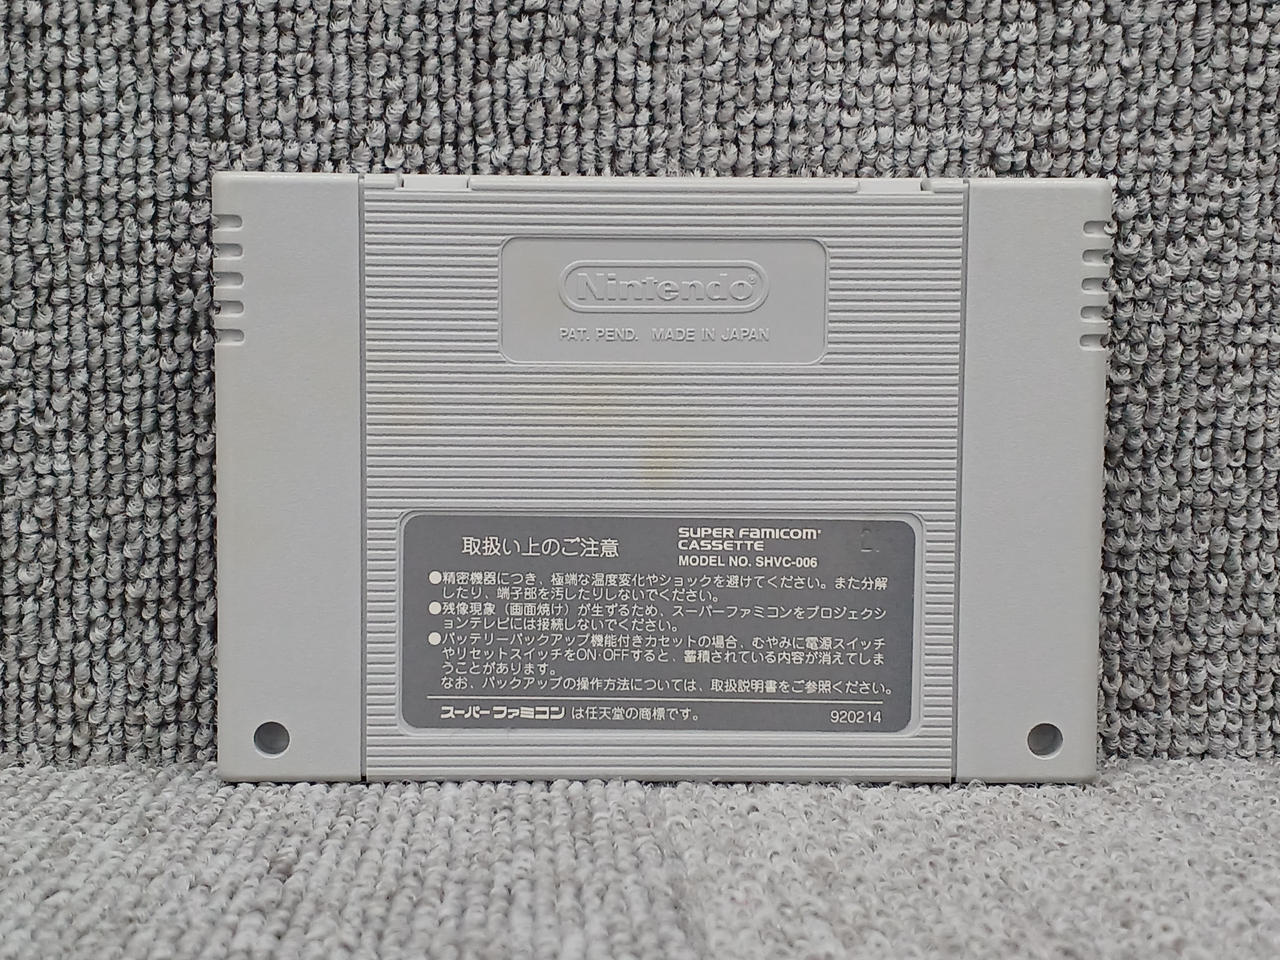 Nintendo®
PAT. PEND. MADE IN JAPAN
取扱い上のご注意
SUPER FAMICOM
CASSETTE
MODEL NO. SHVC-006
●精密機器につき、極端な温度変化やショックを避けてください。また分解
したり、端子部を汚したりしないでください。
●残像現象（画面焼け）が生ずるため、スーパーファミコンをプロジェクシ
ョンテレビには接続しないでください。
●バッテリーバックアップ機能付きカセットの場合、むやみに電源スイッチ
やリセットスイッチをON・OFFすると、蓄積されている内容が消えてしま
うことがあります。
なお、バックアップの操作方法については、取扱説明書をご参照ください。
スーパーファミコン は任天堂の商標です。
920214